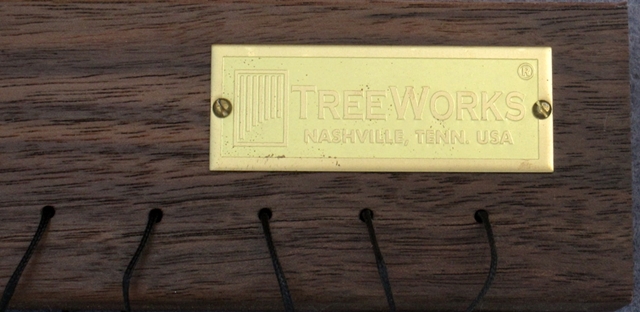 ®
TREEWORKS
NASHVILLE, TENN. USA